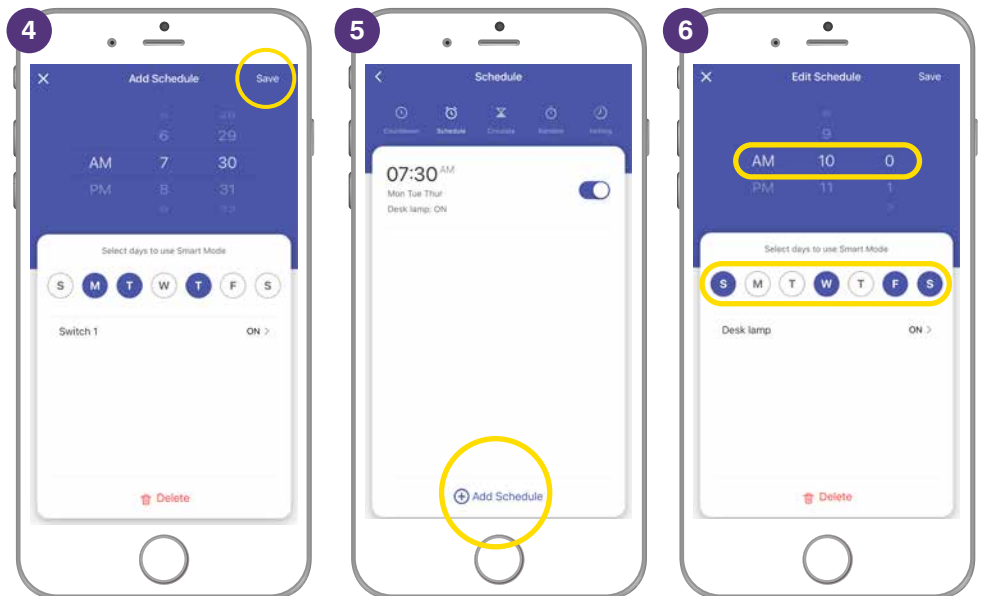 4
Add Schedule Save
6 29
AM 7 30
PM 8 31
Select days to use Smart Mode
S M T W T F S
Switch 1 ON >
Delete
5
Schedule
Countdown Schedule Circulate Random
07:30 AM
Mon Tue Thur
Desk lamp: ON
Add Schedule
6
Edit Schedule Save
9
AM 10 0
PM 11 1
Select days to use Smart Mode
S M T W T F S
Desk lamp ON >
Delete